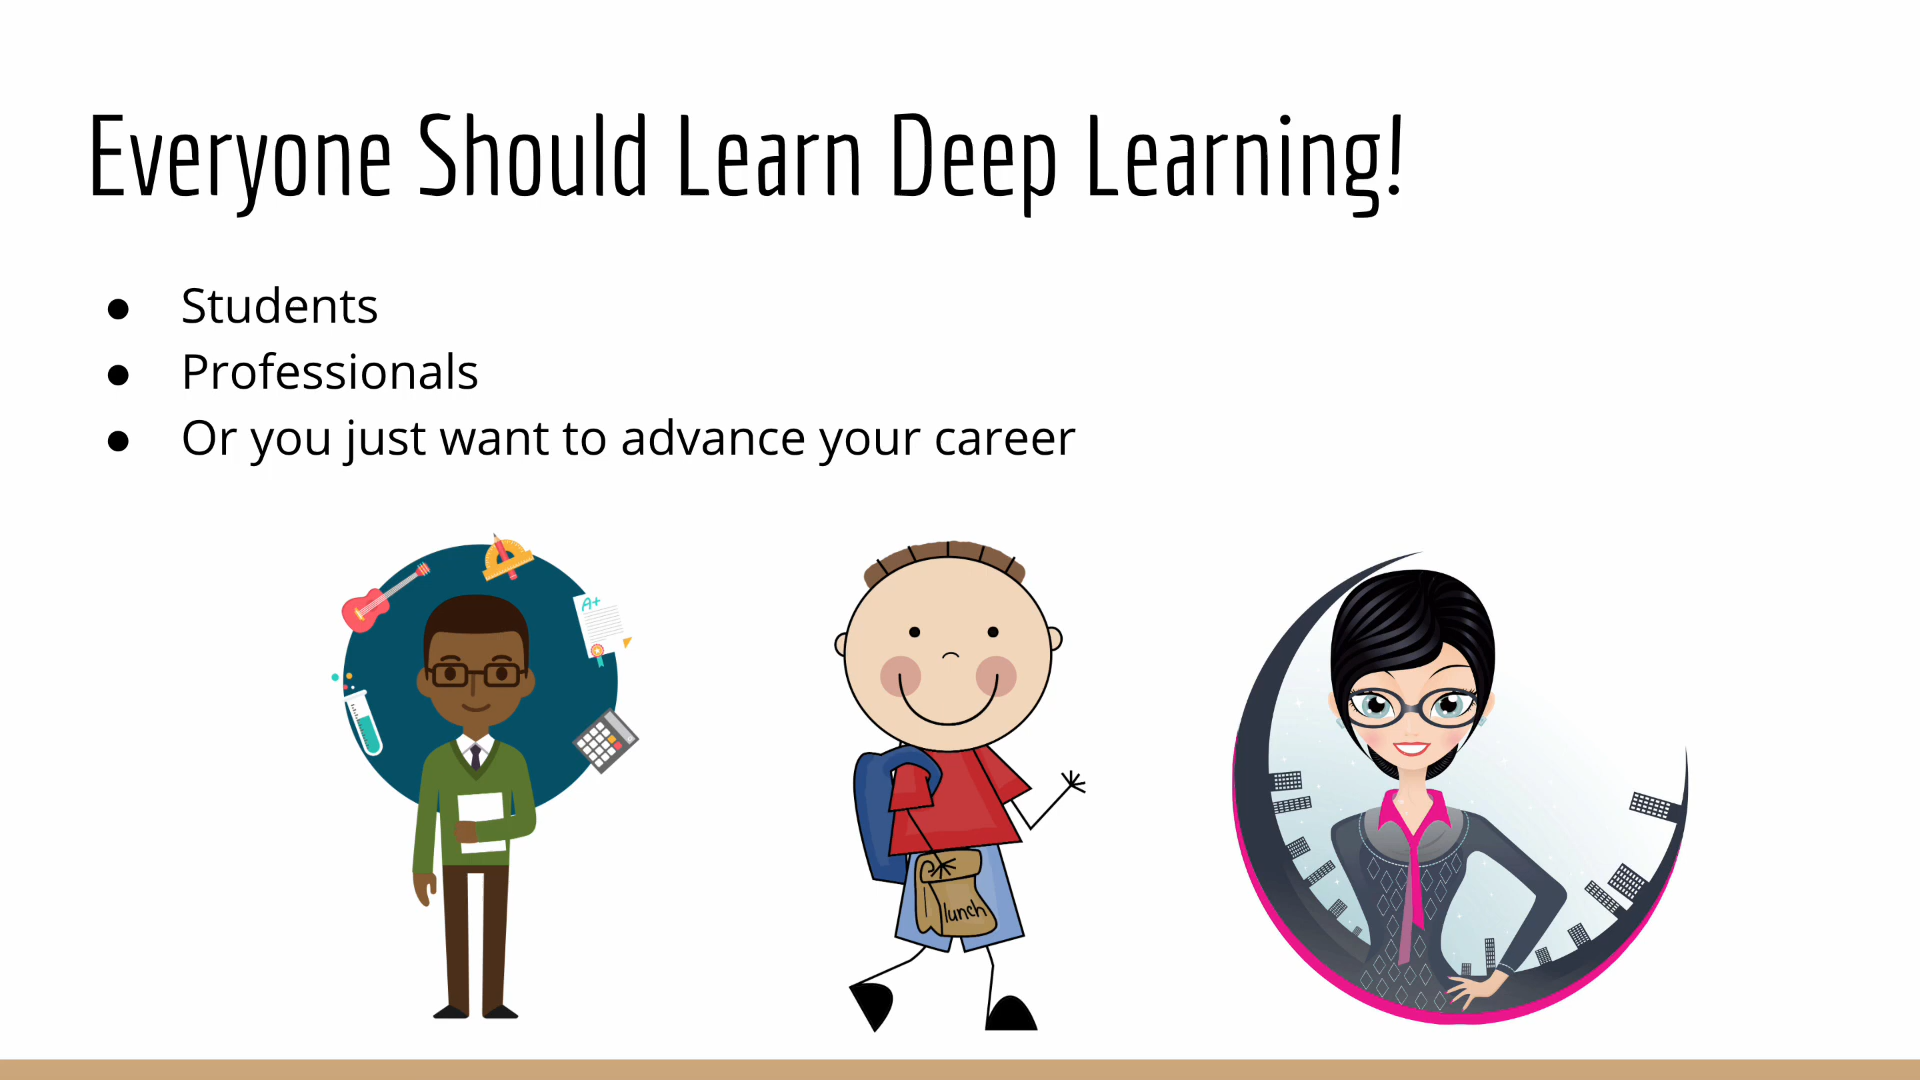 Everyone Should Learn Deep Learning!
● Students
● Professionals
● Or you just want to advance your career
A+
lunch